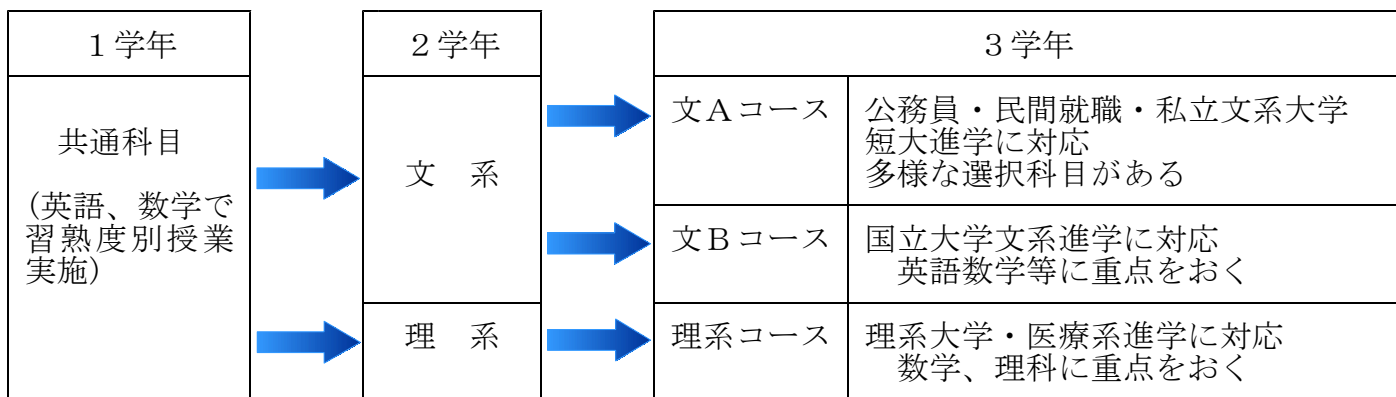 1学年
共通科目
(英語、数学で
習熟度別授業
実施)
2学年
文　系
理　系
3学年
文Aコース
公務員・民間就職・私立文系大学
短大進学に対応
多様な選択科目がある
文Bコース
国立大学文系進学に対応
英語数学等に重点をおく
理系コース
理系大学・医療系進学に対応
数学、理科に重点をおく